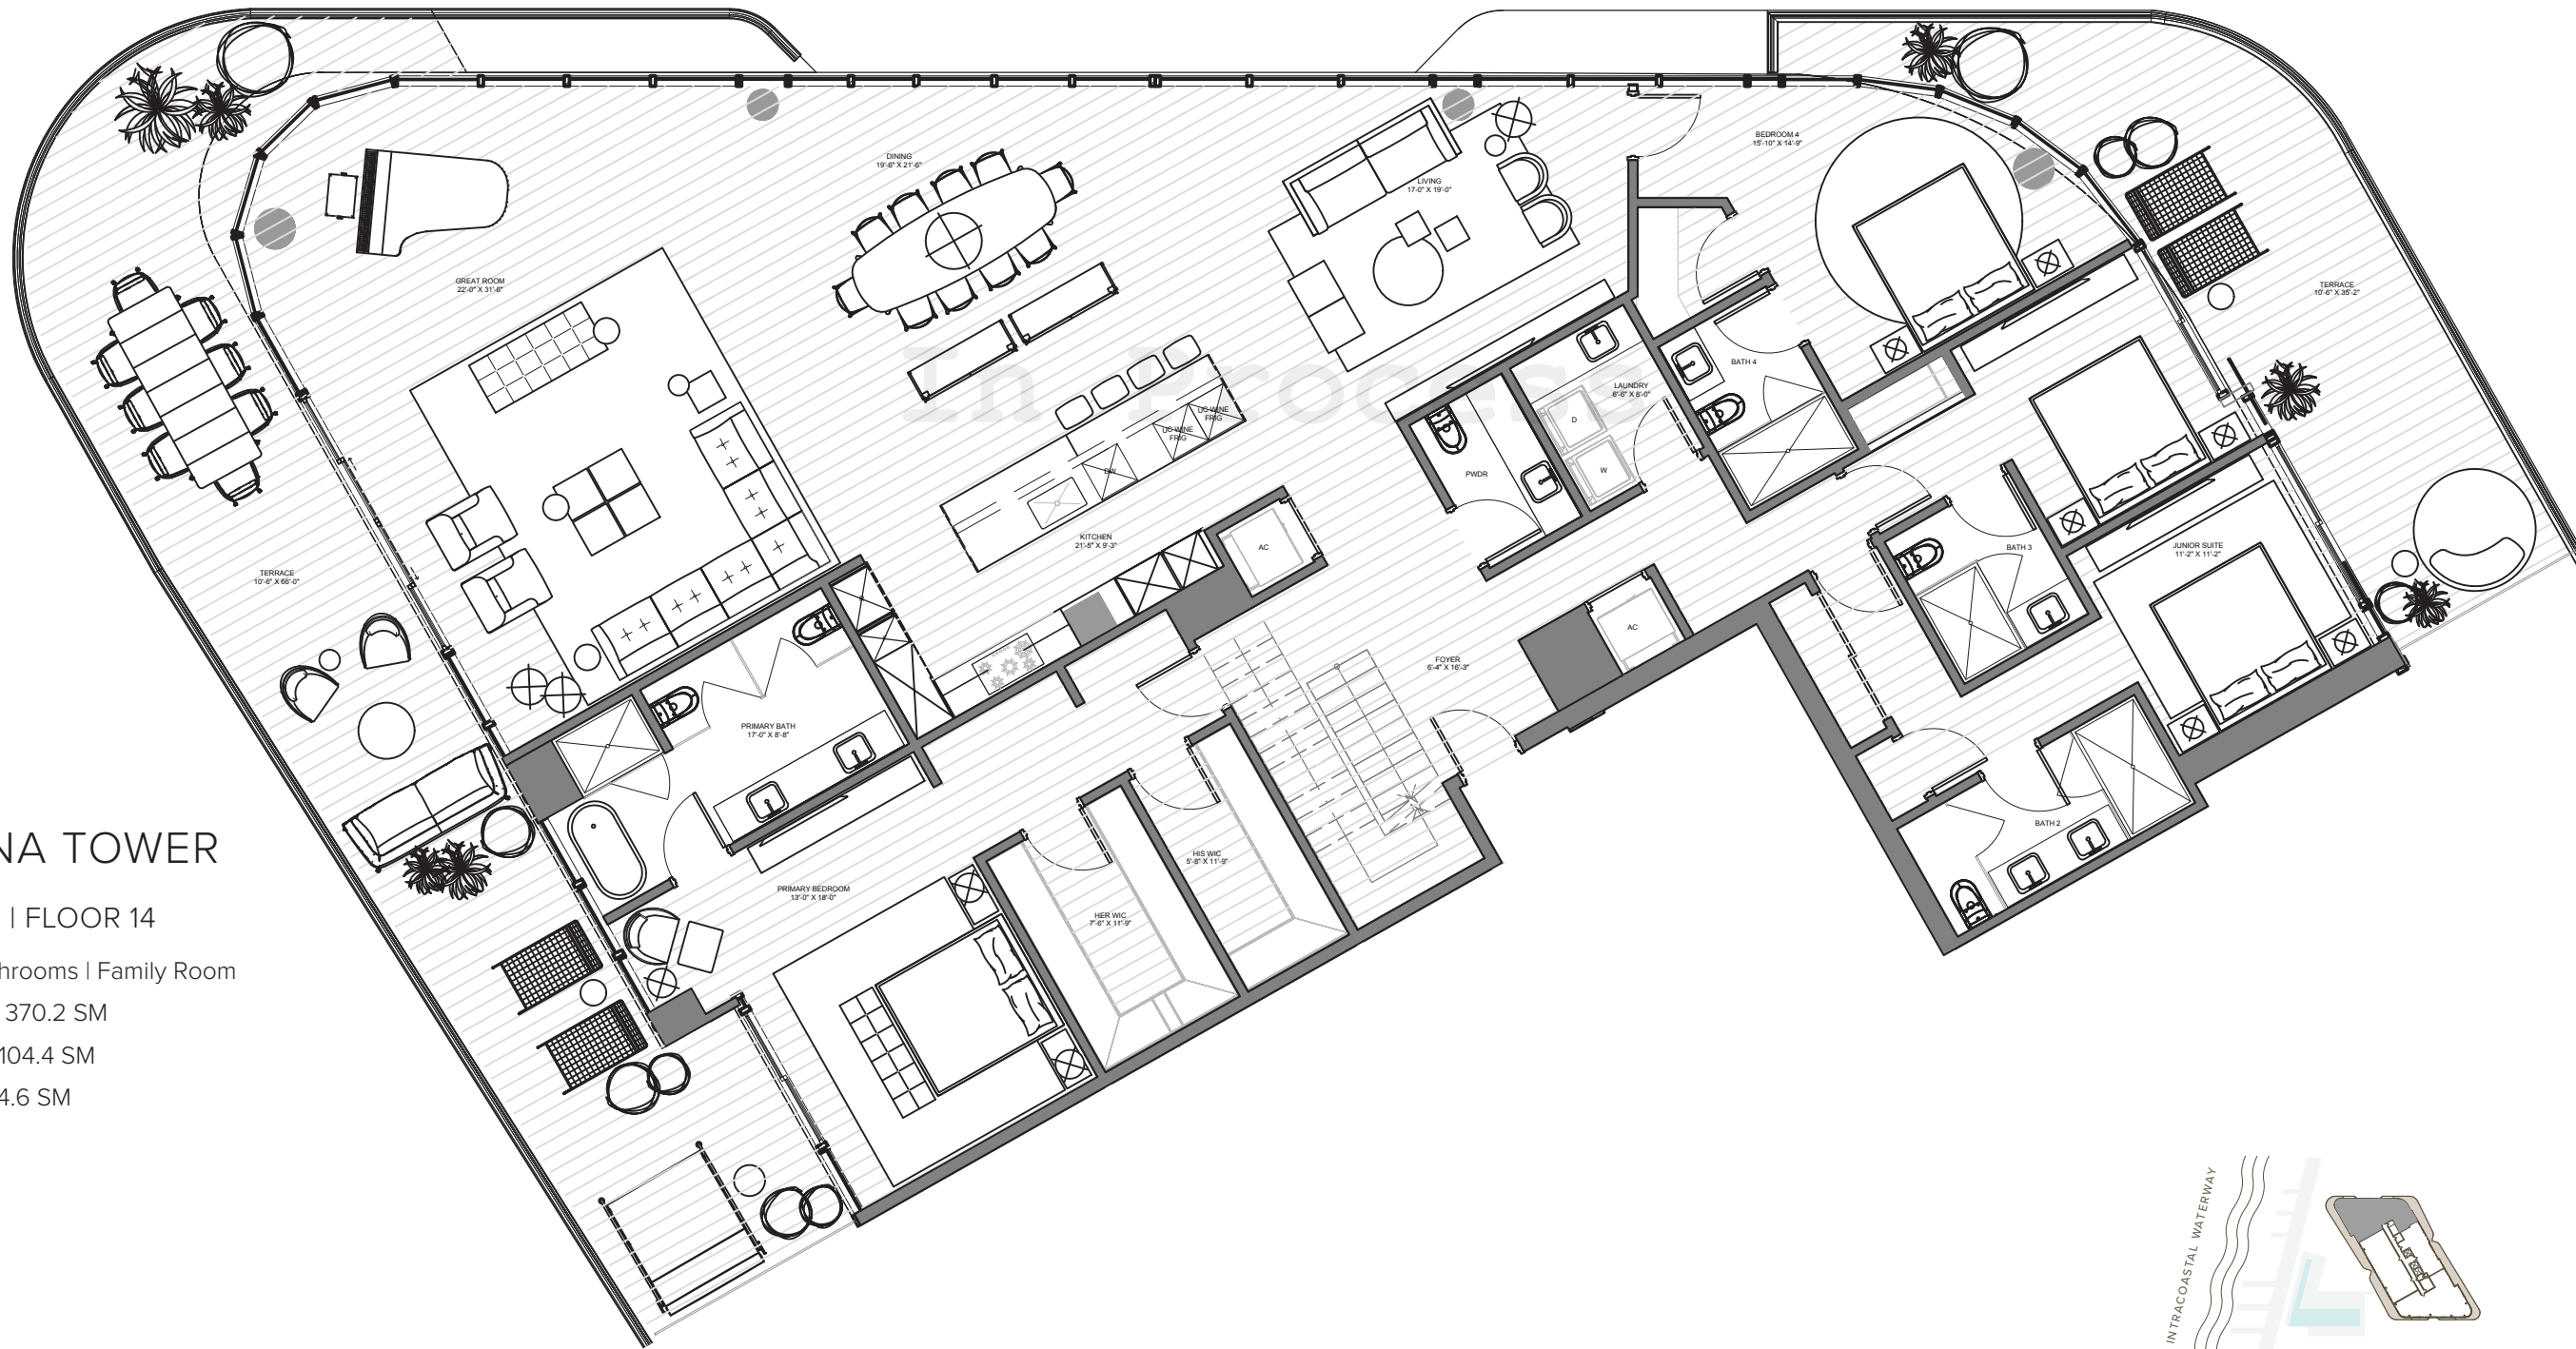 DINING
19'-6" X 21'-6"
BEDROOM 4
15'-10" X 14'-9"
LIVING
17'-0" X 19'-0"
GREAT ROOM
22'-0" X 31'-6"
TERRACE
10'-6" X 35'-2"
In Process
BATH 4
LAUNDRY
6'-6" X 8'-0"
D
W
UC WINE
FRIG
UC WINE
FRIG
DW
PWDR
KITCHEN
21'-5" X 9'-3"
AC
BATH 3
JUNIOR SUITE
11'-2" X 11'-2"
TERRACE
10'-6" X 66'-0"
AC
FOYER
6'-4" X 16'-3"
PRIMARY BATH
17'-0" X 8'-8"
BATH 2
HIS WIC
5'-8" X 11'-9"
PRIMARY BEDROOM
13'-0" X 18'-0"
HER WIC
7'-6" X 11'-9"
NA TOWER
| FLOOR 14
hrooms | Family Room
370.2 SM
104.4 SM
4.6 SM
INTRACOASTAL WATERWAY